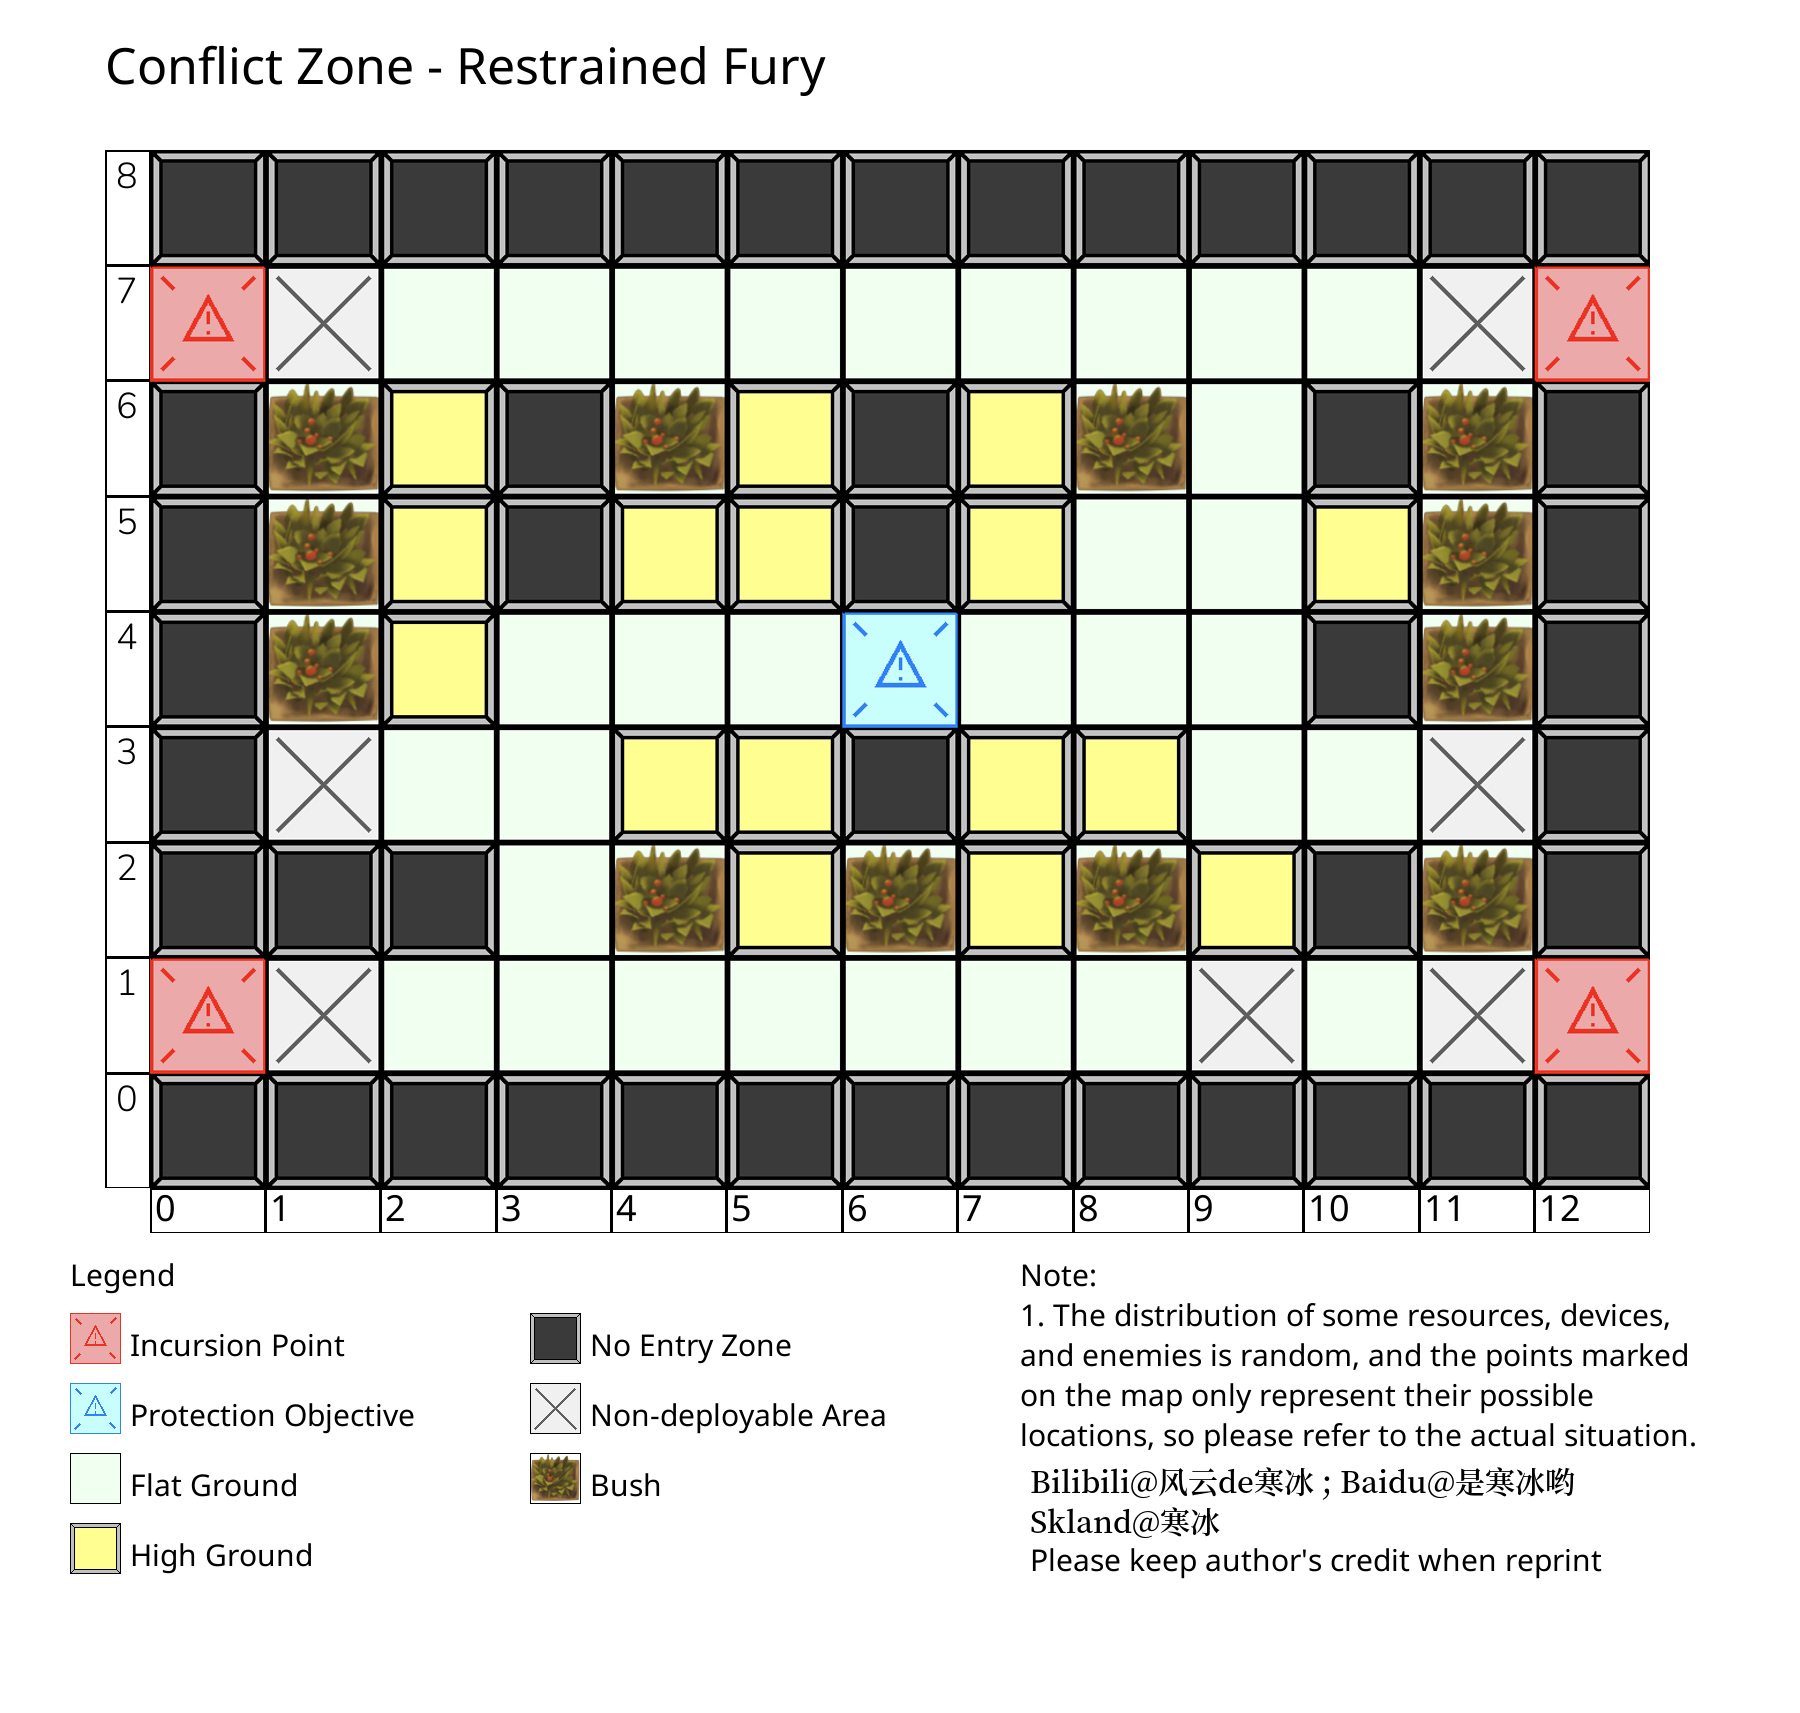 Conflict Zone - Restrained Fury
8
7
6
5
4
3
2
1
0
0 1 2 3 4 5 6 7 8 9 10 11 12
Legend
Incursion Point
Protection Objective
Flat Ground
High Ground
No Entry Zone
Non-deployable Area
Bush
Note:
1. The distribution of some resources, devices,
and enemies is random, and the points marked
on the map only represent their possible
locations, so please refer to the actual situation.
Bilibili@风云de寒冰 ; Baidu@是寒冰哟
Skland@寒冰
Please keep author's credit when reprint